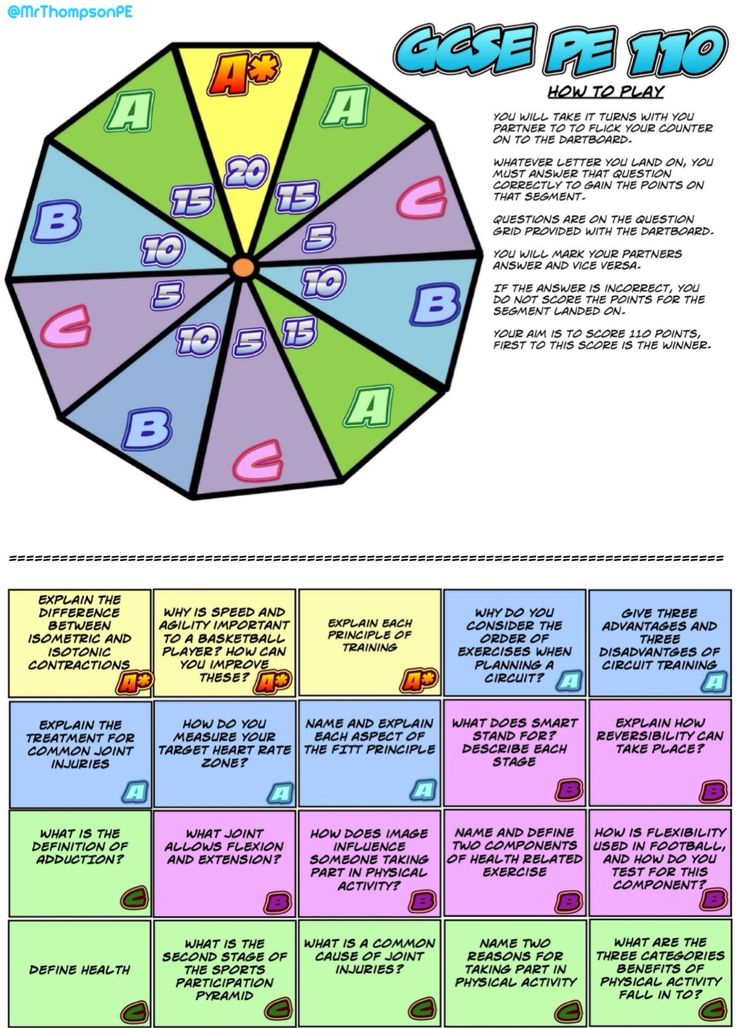 @MrThompsonPE
GCSE PE 110
HOW TO PLAY
YOU WILL TAKE IT TURNS WITH YOU
PARTNER TO TO FLICK YOUR COUNTER
ON TO THE DARTBOARD.
WHATEVER LETTER YOU LAND ON, YOU
MUST ANSWER THAT QUESTION
CORRECTLY TO GAIN THE POINTS ON
THAT SEGMENT.
QUESTIONS ARE ON THE QUESTION
GRID PROVIDED WITH THE DARTBOARD.
YOU WILL MARK YOUR PARTNERS
ANSWER AND VICE VERSA.
IF THE ANSWER IS INCORRECT, YOU
DO NOT SCORE THE POINTS FOR THE
SEGMENT LANDED ON.
YOUR AIM IS TO SCORE 110 POINTS,
FIRST TO THIS SCORE IS THE WINNER.
A*
20
A
15
C
5
B
10
A
15
C
5
B
10
C
5
B
10
A
15
EXPLAIN THE
DIFFERENCE
BETWEEN
ISOMETRIC AND
ISOTONIC
CONTRACTIONS
A*
WHY IS SPEED AND
AGILITY IMPORTANT
TO A BASKETBALL
PLAYER? HOW CAN
YOU IMPROVE
THESE?
A*
EXPLAIN EACH
PRINCIPLE OF
TRAINING
A*
WHY DO YOU
CONSIDER THE
ORDER OF
EXERCISES WHEN
PLANNING A
CIRCUIT?
A
GIVE THREE
ADVANTAGES AND
THREE
DISADVANTGES OF
CIRCUIT TRAINING
A
EXPLAIN THE
TREATMENT FOR
COMMON JOINT
INJURIES
A
HOW DO YOU
MEASURE YOUR
TARGET HEART RATE
ZONE?
A
NAME AND EXPLAIN
EACH ASPECT OF
THE FITT PRINCIPLE
A
WHAT DOES SMART
STAND FOR?
DESCRIBE EACH
STAGE
B
EXPLAIN HOW
REVERSIBILITY CAN
TAKE PLACE?
B
WHAT IS THE
DEFINITION OF
ADDUCTION?
C
WHAT JOINT
ALLOWS FLEXION
AND EXTENSION?
B
HOW DOES IMAGE
INFLUENCE
SOMEONE TAKING
PART IN PHYSICAL
ACTIVITY?
B
NAME AND DEFINE
TWO COMPONENTS
OF HEALTH RELATED
EXERCISE
B
HOW IS FLEXIBILITY
USED IN FOOTBALL,
AND HOW DO YOU
TEST FOR THIS
COMPONENT?
B
DEFINE HEALTH
C
WHAT IS THE
SECOND STAGE OF
THE SPORTS
PARTICIPATION
PYRAMID
C
WHAT IS A COMMON
CAUSE OF JOINT
INJURIES?
C
NAME TWO
REASONS FOR
TAKING PART IN
PHYSICAL ACTIVITY
C
WHAT ARE THE
THREE CATEGORIES
BENEFITS OF
PHYSICAL ACTIVITY
FALL IN TO?
C